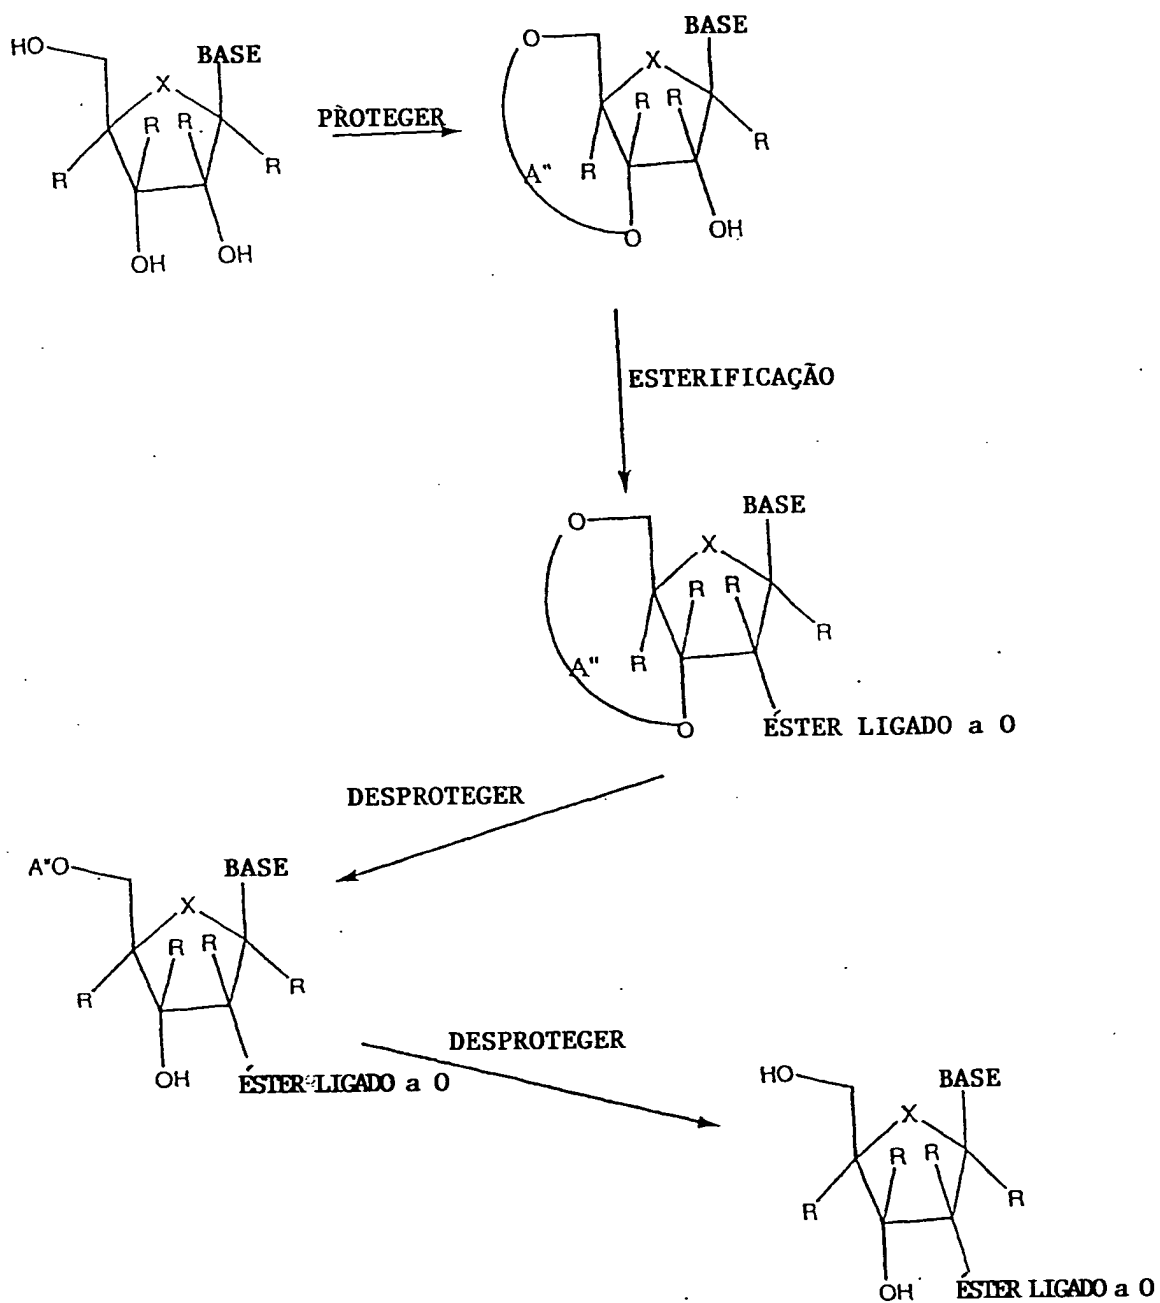 HO
BASE
X
R R
R R
OH OH
PROTEGER
O
BASE
X
R R
R R
A"
O OH
ESTERIFICAÇÃO
O
BASE
X
R R
R R
A"
O ÉSTER LIGADO a O
DESPROTEGER
A"O
BASE
X
R R
R R
OH ÉSTER LIGADO a O
DESPROTEGER
HO
BASE
X
R R
R R
OH ÉSTER LIGADO a O